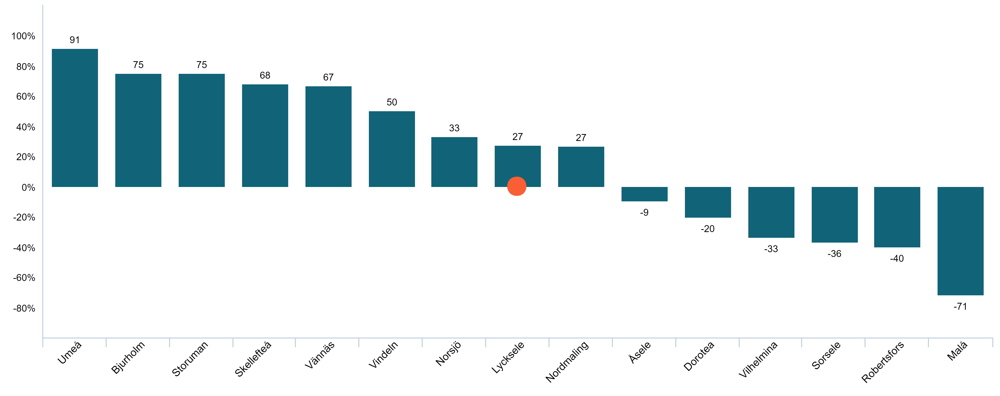 100%
80%
60%
40%
20%
0%
-20%
-40%
-60%
-80%
91
75
75
68
67
50
33
27
27
-9
-20
-33
-36
-40
-71
Umeå
Bjurholm
Storuman
Skellefteå
Vännäs
Vindeln
Norsjö
Lycksele
Nordmaling
Åsele
Dorotea
Vilhelmina
Sorsele
Robertsfors
Malå